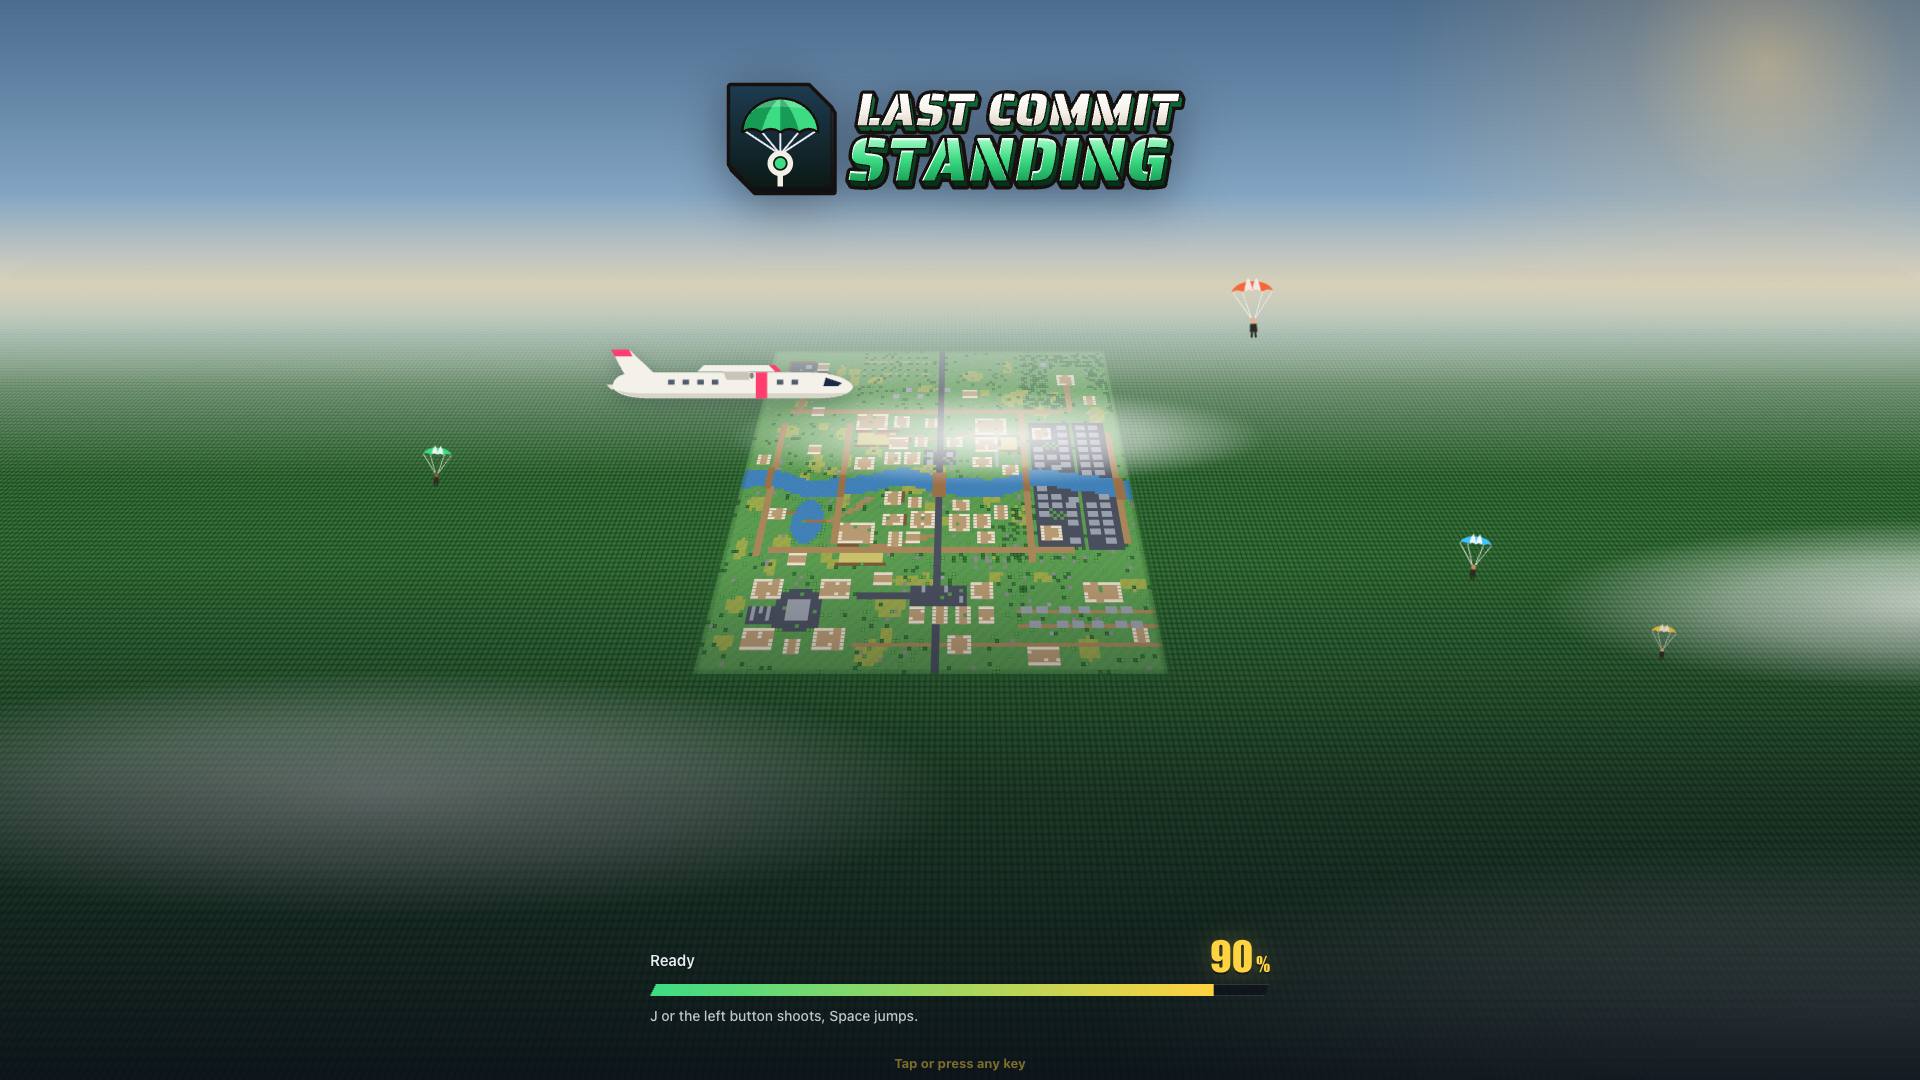 LAST COMMIT
STANDING
Ready
90%
J or the left button shoots, Space jumps.
Tap or press any key